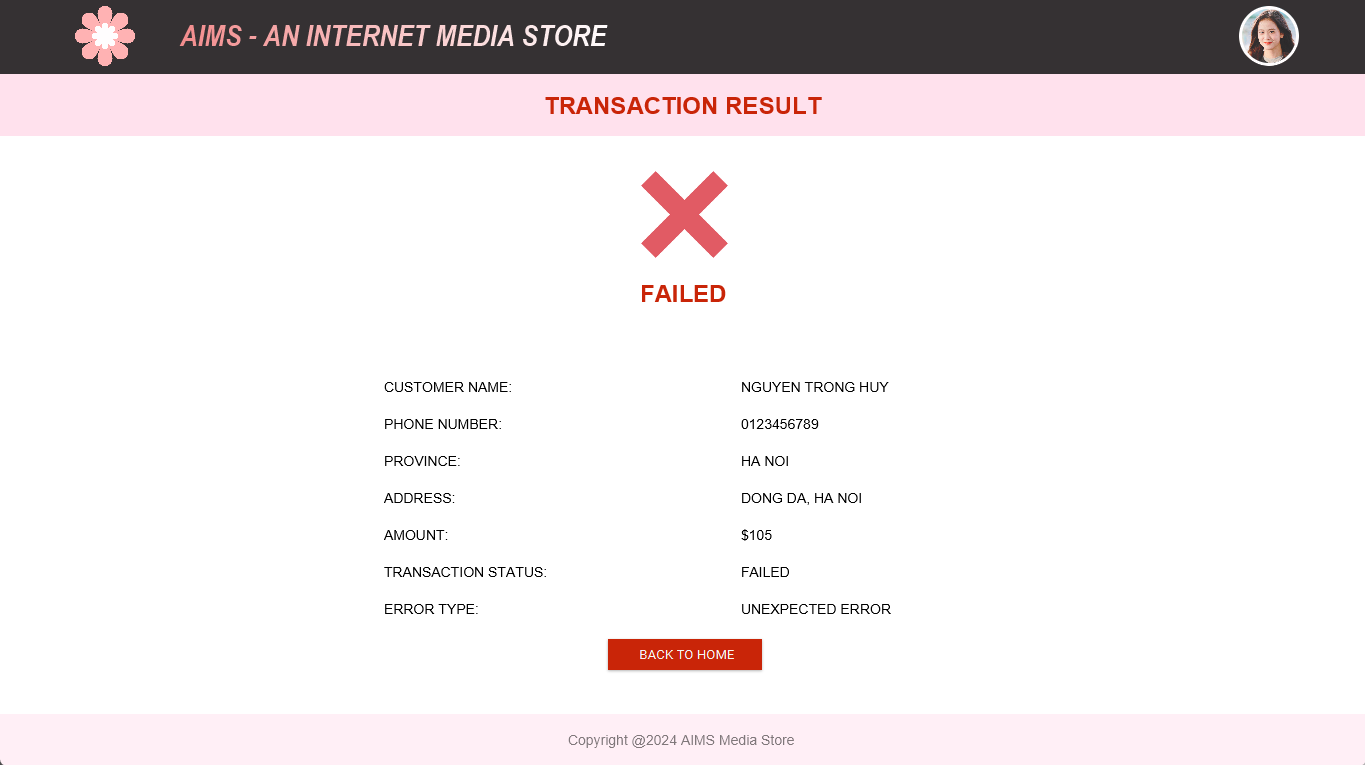 AIMS - AN INTERNET MEDIA STORE
TRANSACTION RESULT
FAILED
CUSTOMER NAME: NGUYEN TRONG HUY
PHONE NUMBER: 0123456789
PROVINCE: HA NOI
ADDRESS: DONG DA, HA NOI
AMOUNT: $105
TRANSACTION STATUS: FAILED
ERROR TYPE: UNEXPECTED ERROR
BACK TO HOME
Copyright @2024 AIMS Media Store